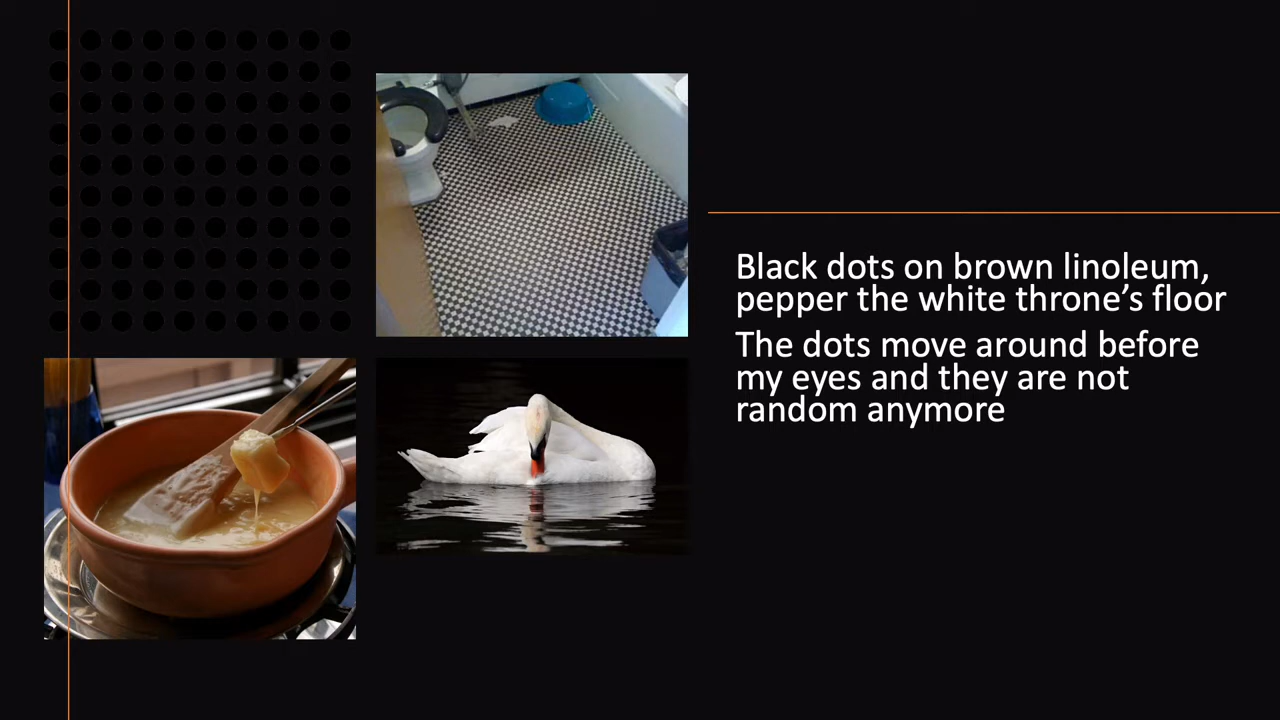 Black dots on brown linoleum,
pepper the white throne’s floor
The dots move around before
my eyes and they are not
random anymore